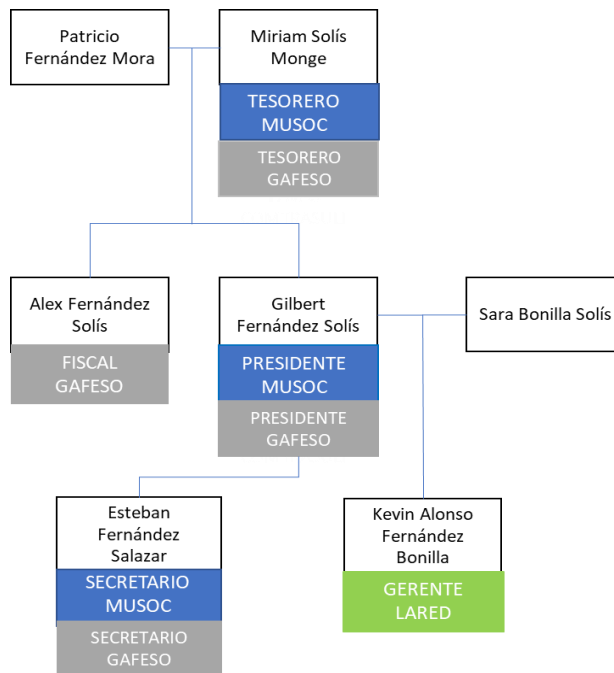 Patricio
Fernández Mora
Miriam Solís
Monge
TESORERO
MUSOC
TESORERO
GAFESO
Alex Fernández
Solís
FISCAL
GAFESO
Gilbert
Fernández Solís
PRESIDENTE
MUSOC
PRESIDENTE
GAFESO
Sara Bonilla Solís
Esteban
Fernández
Salazar
SECRETARIO
MUSOC
SECRETARIO
GAFESO
Kevin Alonso
Fernández
Bonilla
GERENTE
LARED